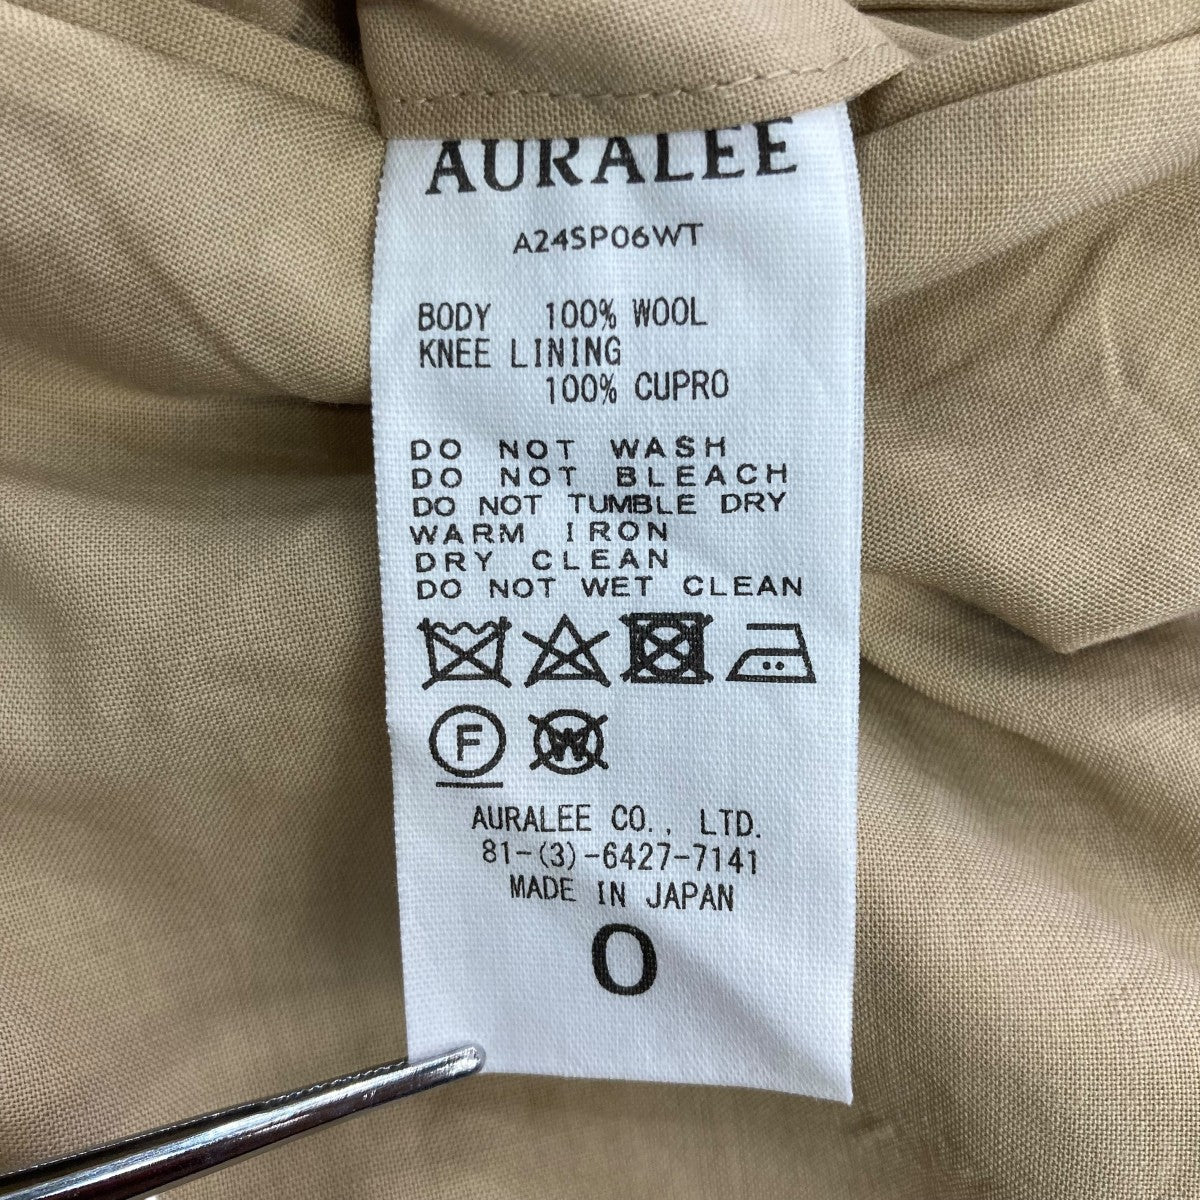 AURALEE
A24SP06WT
BODY 100% WOOL
KNEE LINING
100% CUPRO
DO NOT WASH
DO NOT BLEACH
DO NOT TUMBLE DRY
WARM IRON
DRY CLEAN
DO NOT WET CLEAN
F W
AURALEE CO., LTD.
81-(3)-6427-7141
MADE IN JAPAN
0